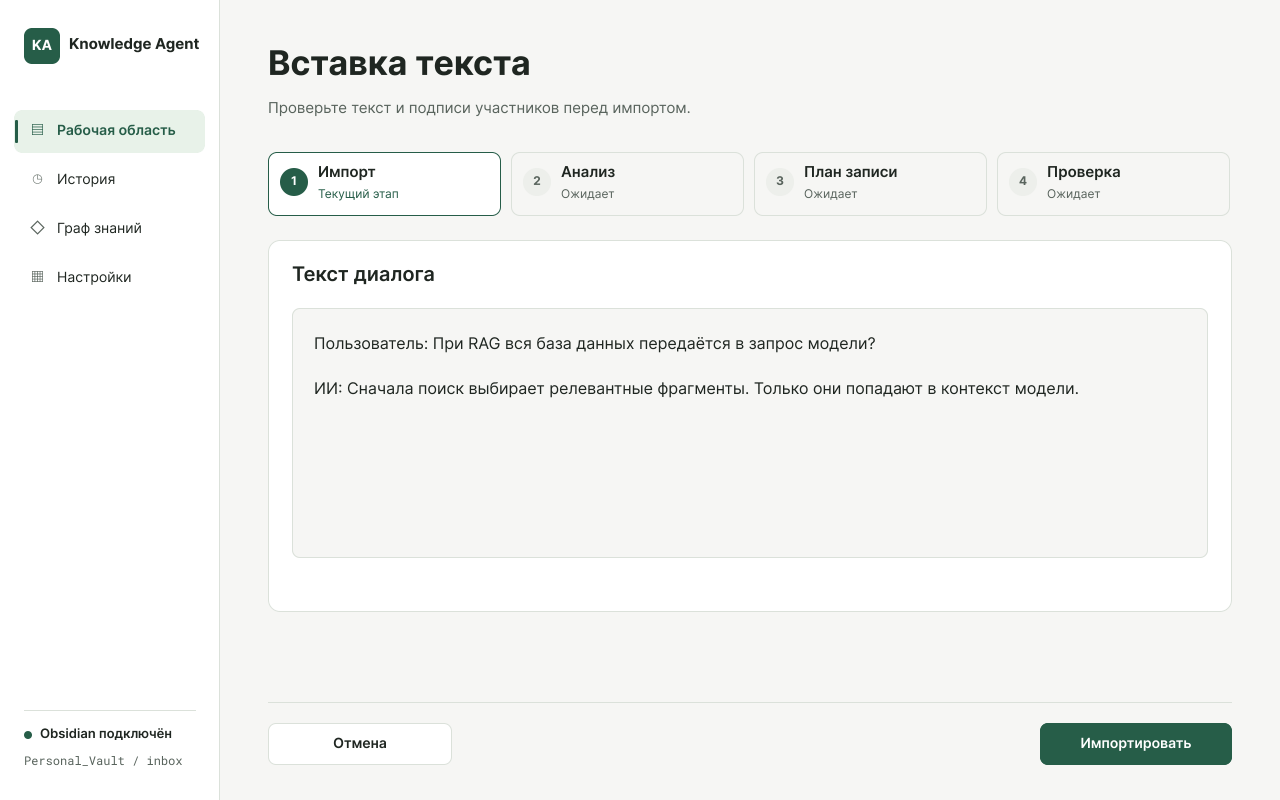 KA
Knowledge Agent
Рабочая область
История
Граф знаний
Настройки
Obsidian подключён
Personal_Vault / inbox
Вставка текста
Проверьте текст и подписи участников перед импортом.
1
Импорт
Текущий этап
2
Анализ
Ожидает
3
План записи
Ожидает
4
Проверка
Ожидает
Текст диалога
Пользователь: При RAG вся база данных передаётся в запрос модели?
ИИ: Сначала поиск выбирает релевантные фрагменты. Только они попадают в контекст модели.
Отмена
Импортировать